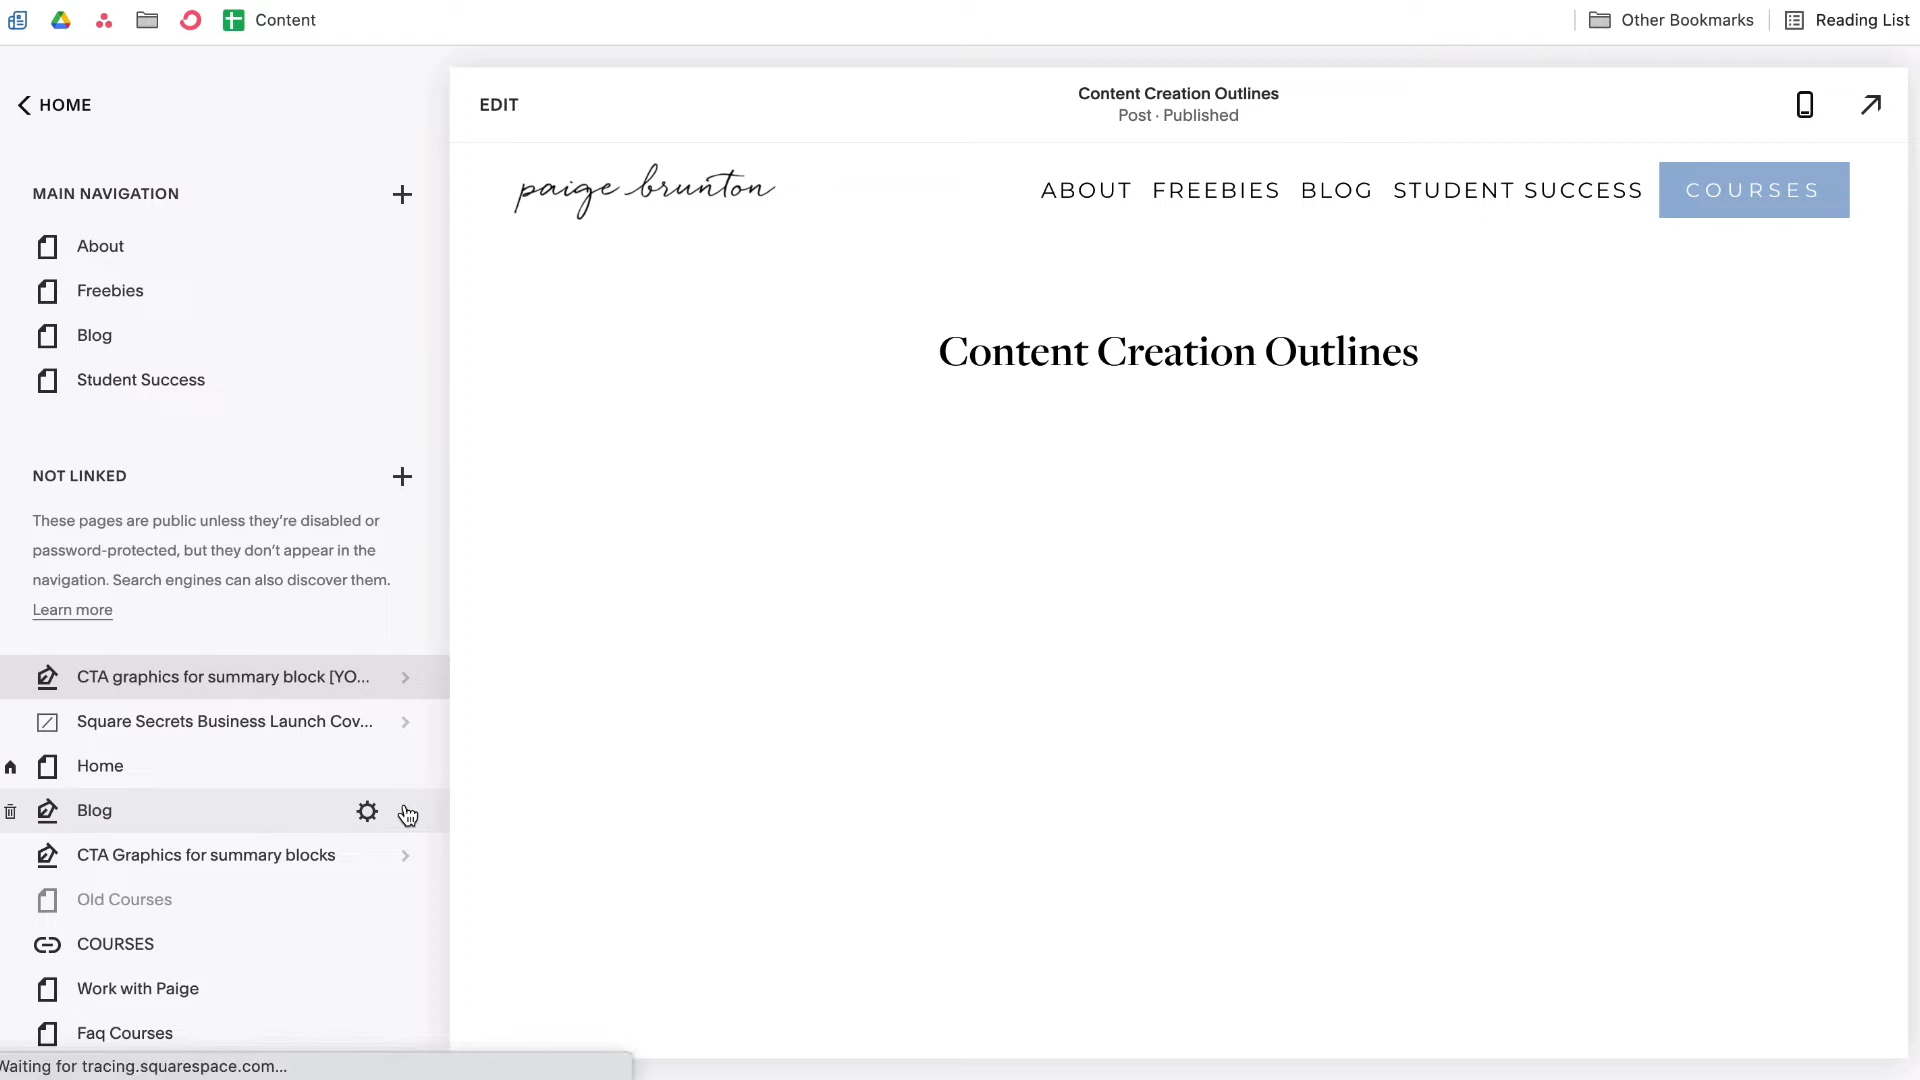 Content
Other Bookmarks
Reading List
HOME
EDIT
Content Creation Outlines
Post · Published
MAIN NAVIGATION
About
Freebies
Blog
Student Success
paige brunton
ABOUT FREEBIES BLOG STUDENT SUCCESS COURSES
Content Creation Outlines
NOT LINKED
These pages are public unless they're disabled or
password-protected, but they don't appear in the
navigation. Search engines can also discover them.
Learn more
CTA graphics for summary block [YO...
Square Secrets Business Launch Cov...
Home
Blog
CTA Graphics for summary blocks
Old Courses
COURSES
Work with Paige
Faq Courses
Waiting for tracing.squarespace.com...